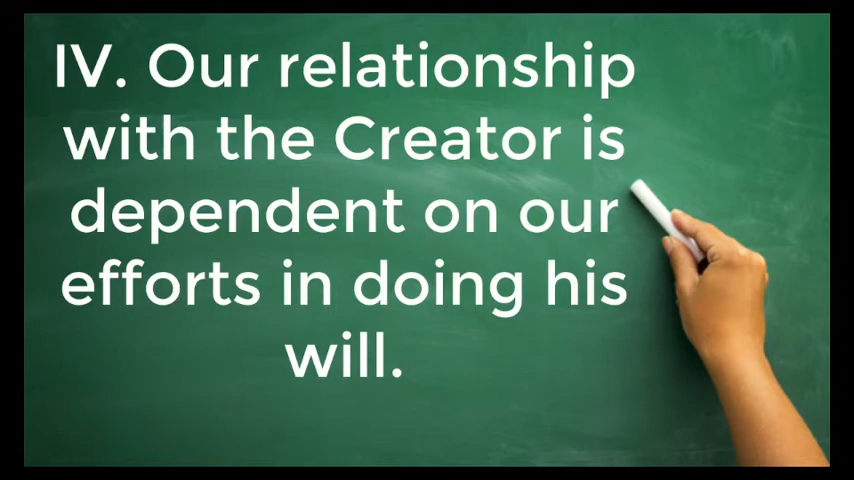 IV. Our relationship
with the Creator is
dependent on our
efforts in doing his
will.